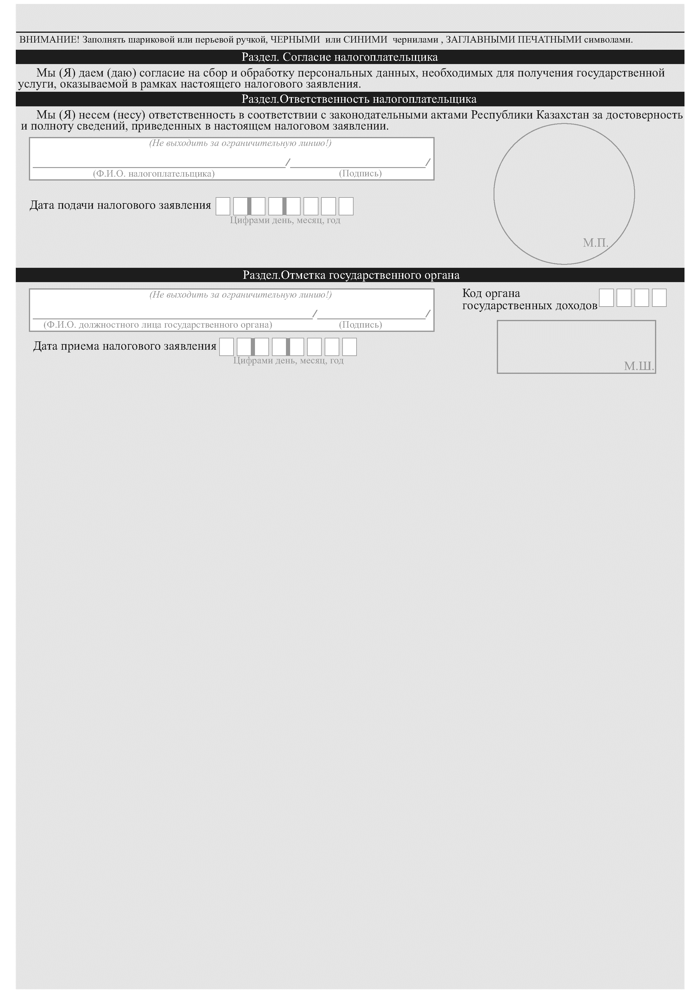 ВНИМАНИЕ! Заполнять шариковой или перьевой ручкой, ЧЕРНЫМИ или СИНИМИ чернилами , ЗАГЛАВНЫМИ ПЕЧАТНЫМИ символами.
Раздел. Согласие налогоплательщика
Мы (Я) даем (даю) согласие на сбор и обработку персональных данных, необходимых для получения государственной
услуги, оказываемой в рамках настоящего налогового заявления.
Раздел.Ответственность налогоплательщика
Мы (Я) несем (несу) ответственность в соответствии с законодательными актами Республики Казахстан за достоверность
и полноту сведений, приведенных в настоящем налоговом заявлении.
(Не выходить за ограничительную линию!)
/ /
(Ф.И.О. налогоплательщика) (Подпись)
Дата подачи налогового заявления
Цифрами день, месяц, год
М.П.
Раздел.Отметка государственного органа
(Не выходить за ограничительную линию!)
/ /
(Ф.И.О. должностного лица государственного органа) (Подпись)
Код органа
государственных доходов
Дата приема налогового заявления
Цифрами день, месяц, год
М.Ш.